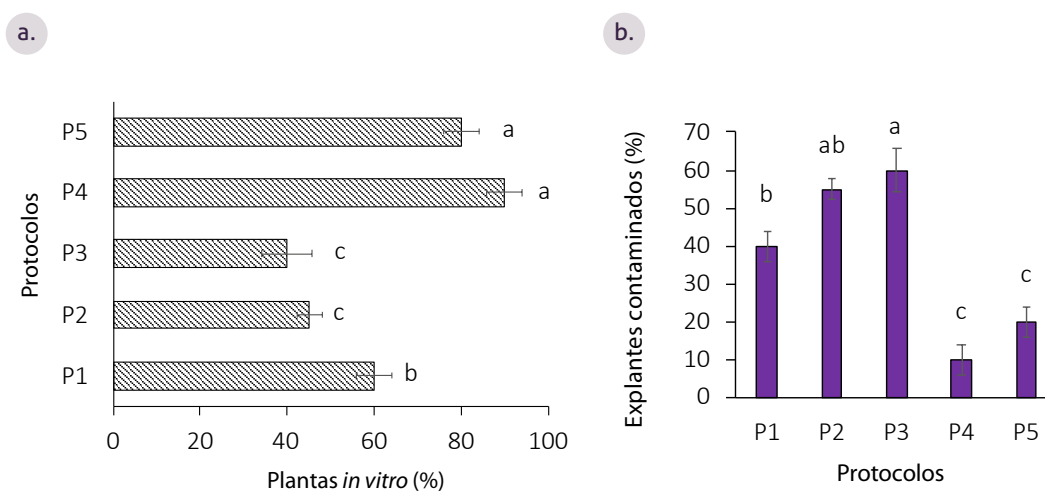 a.
P5
a
P4
a
P3
c
P2
c
P1
b
Protocolos
0 20 40 60 80 100
Plantas in vitro (%)
b.
Explantes contaminados (%)
70
60
50
40
30
20
10
0
b
ab
a
c
c
P1 P2 P3 P4 P5
Protocolos